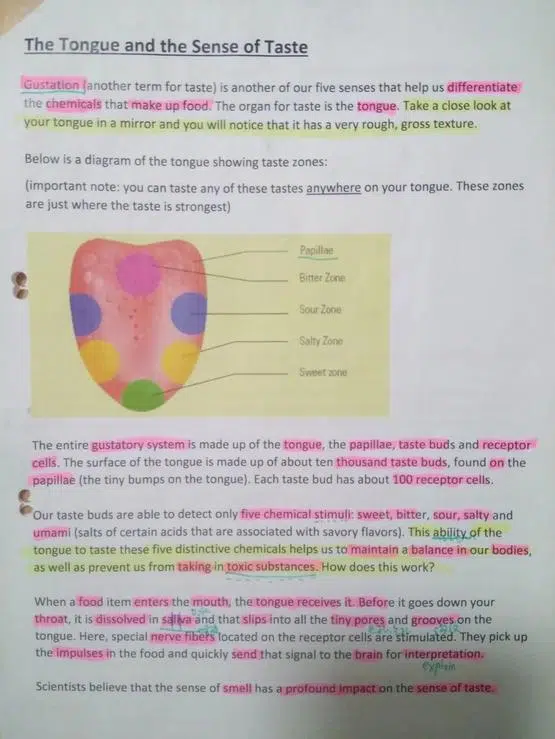 The Tongue and the Sense of Taste
Gustation (another term for taste) is another of our five senses that help us differentiate
the chemicals that make up food. The organ for taste is the tongue. Take a close look at
your tongue in a mirror and you will notice that it has a very rough, gross texture.
Below is a diagram of the tongue showing taste zones:
(important note: you can taste any of these tastes anywhere on your tongue. These zones
are just where the taste is strongest)
Papillae
Bitter Zone
Sour Zone
Salty Zone
Sweet zone
The entire gustatory system is made up of the tongue, the papillae, taste buds and receptor
cells. The surface of the tongue is made up of about ten thousand taste buds, found on the
papillae (the tiny bumps on the tongue). Each taste bud has about 100 receptor cells.
Our taste buds are able to detect only five chemical stimuli: sweet, bitter, sour, salty and
umami (salts of certain acids that are associated with savory flavors). This ability of the
tongue to taste these five distinctive chemicals helps us to maintain a balance in our bodies,
as well as prevent us from taking in toxic substances. How does this work?
When a food item enters the mouth, the tongue receives it. Before it goes down your
throat, it is dissolved in saliva and that slips into all the tiny pores and grooves on the
tongue. Here, special nerve fibers located on the receptor cells are stimulated. They pick up
the impulses in the food and quickly send that signal to the brain for interpretation.
explain
Scientists believe that the sense of smell has a profound impact on the sense of taste.